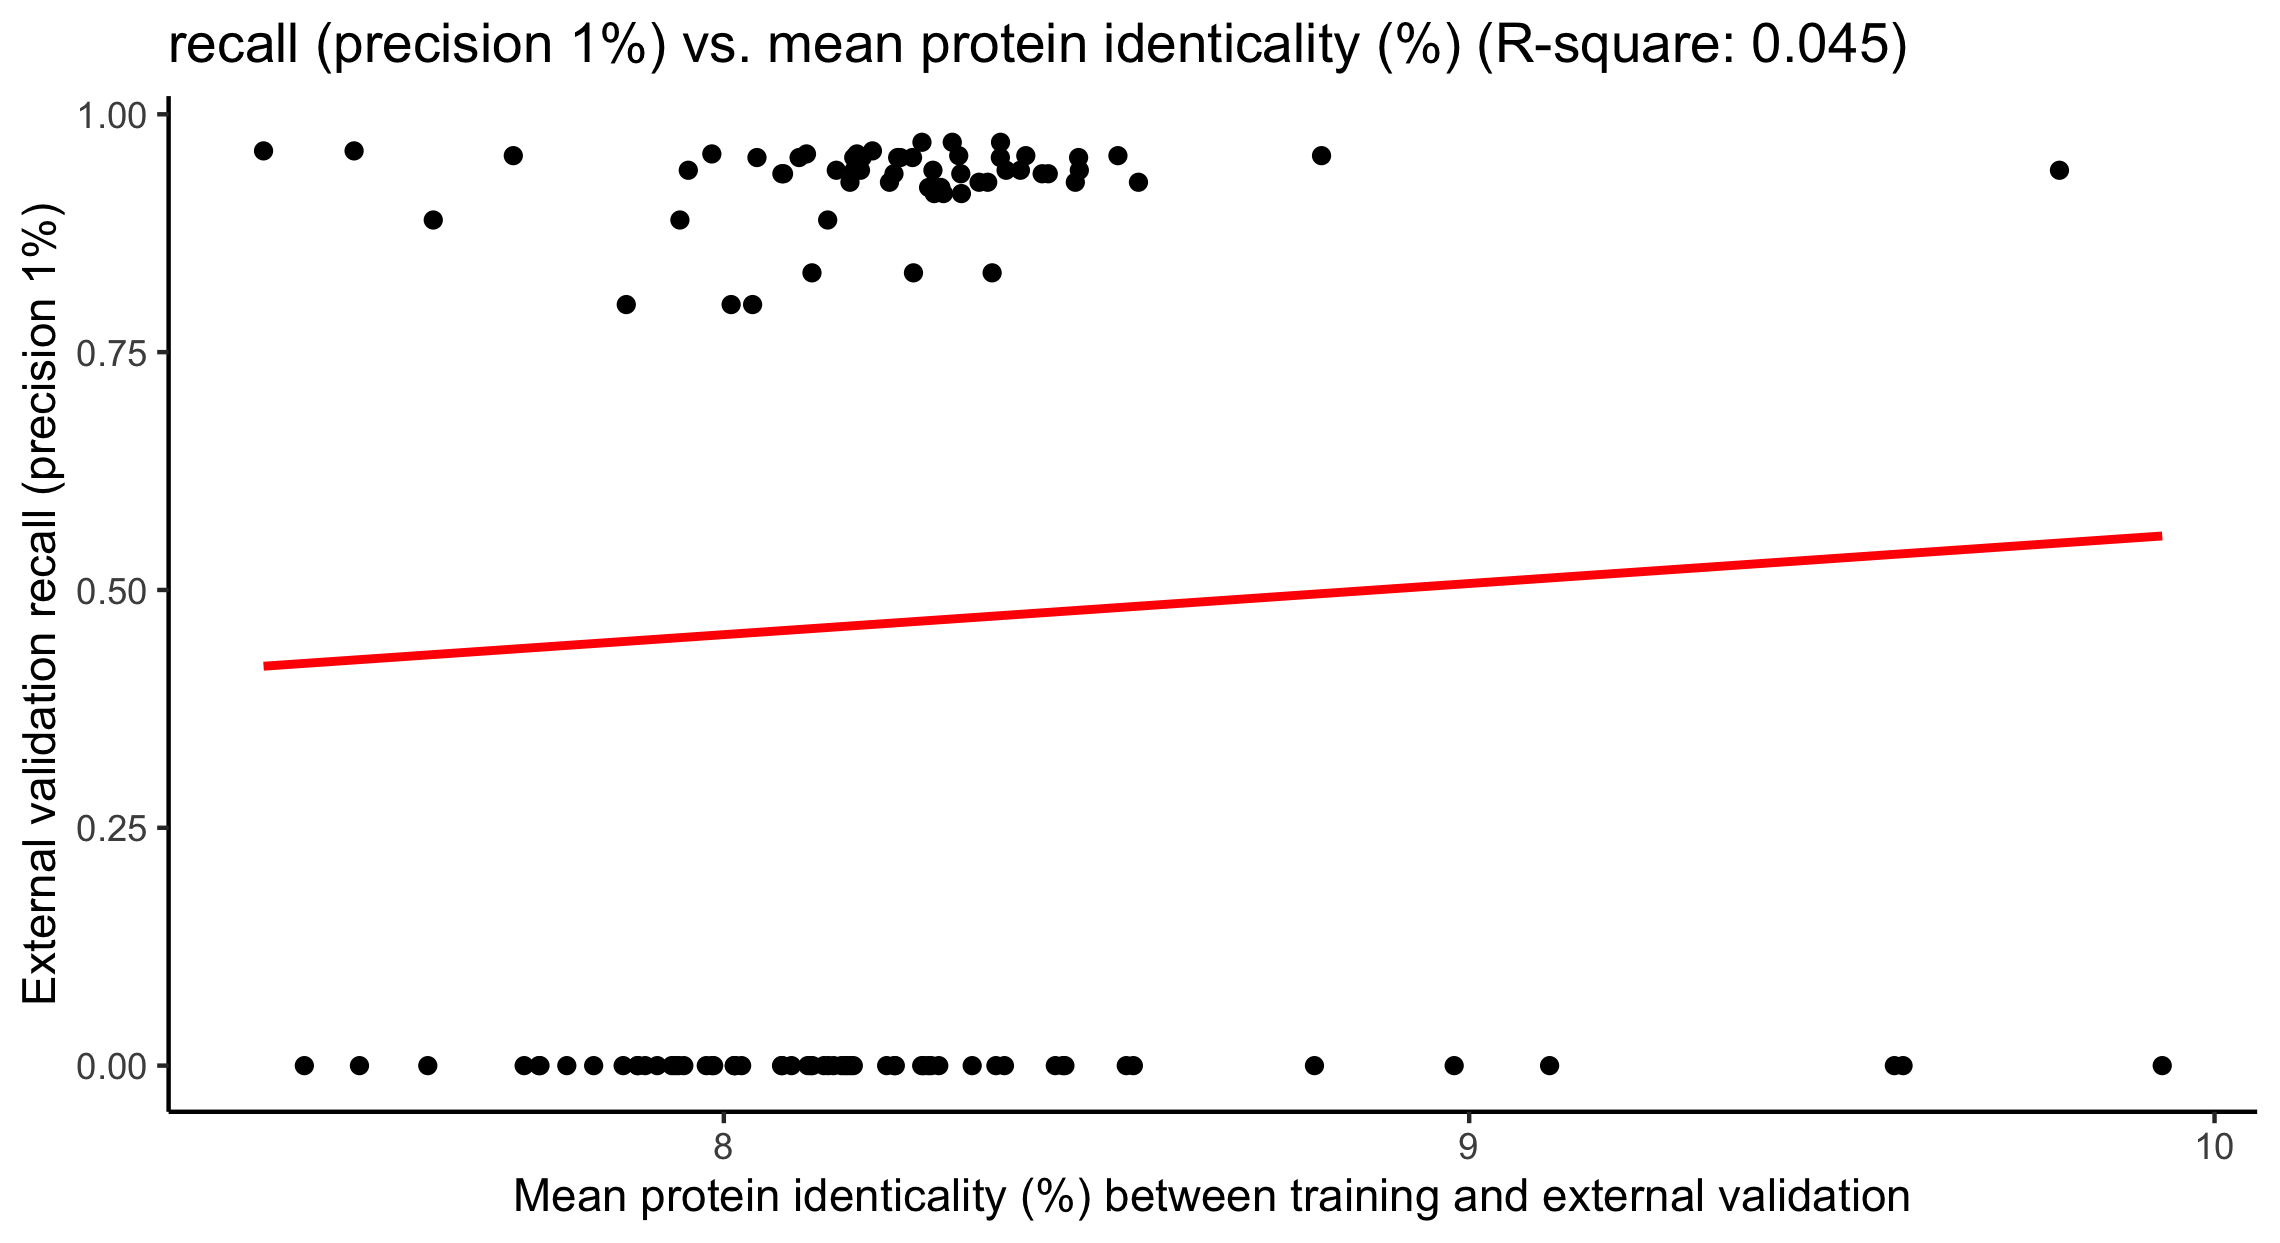 recall (precision 1%) vs. mean protein identicality (%) (R-square: 0.045)
External validation recall (precision 1%)
1.00
0.75
0.50
0.25
0.00
8
9
10
Mean protein identicality (%) between training and external validation